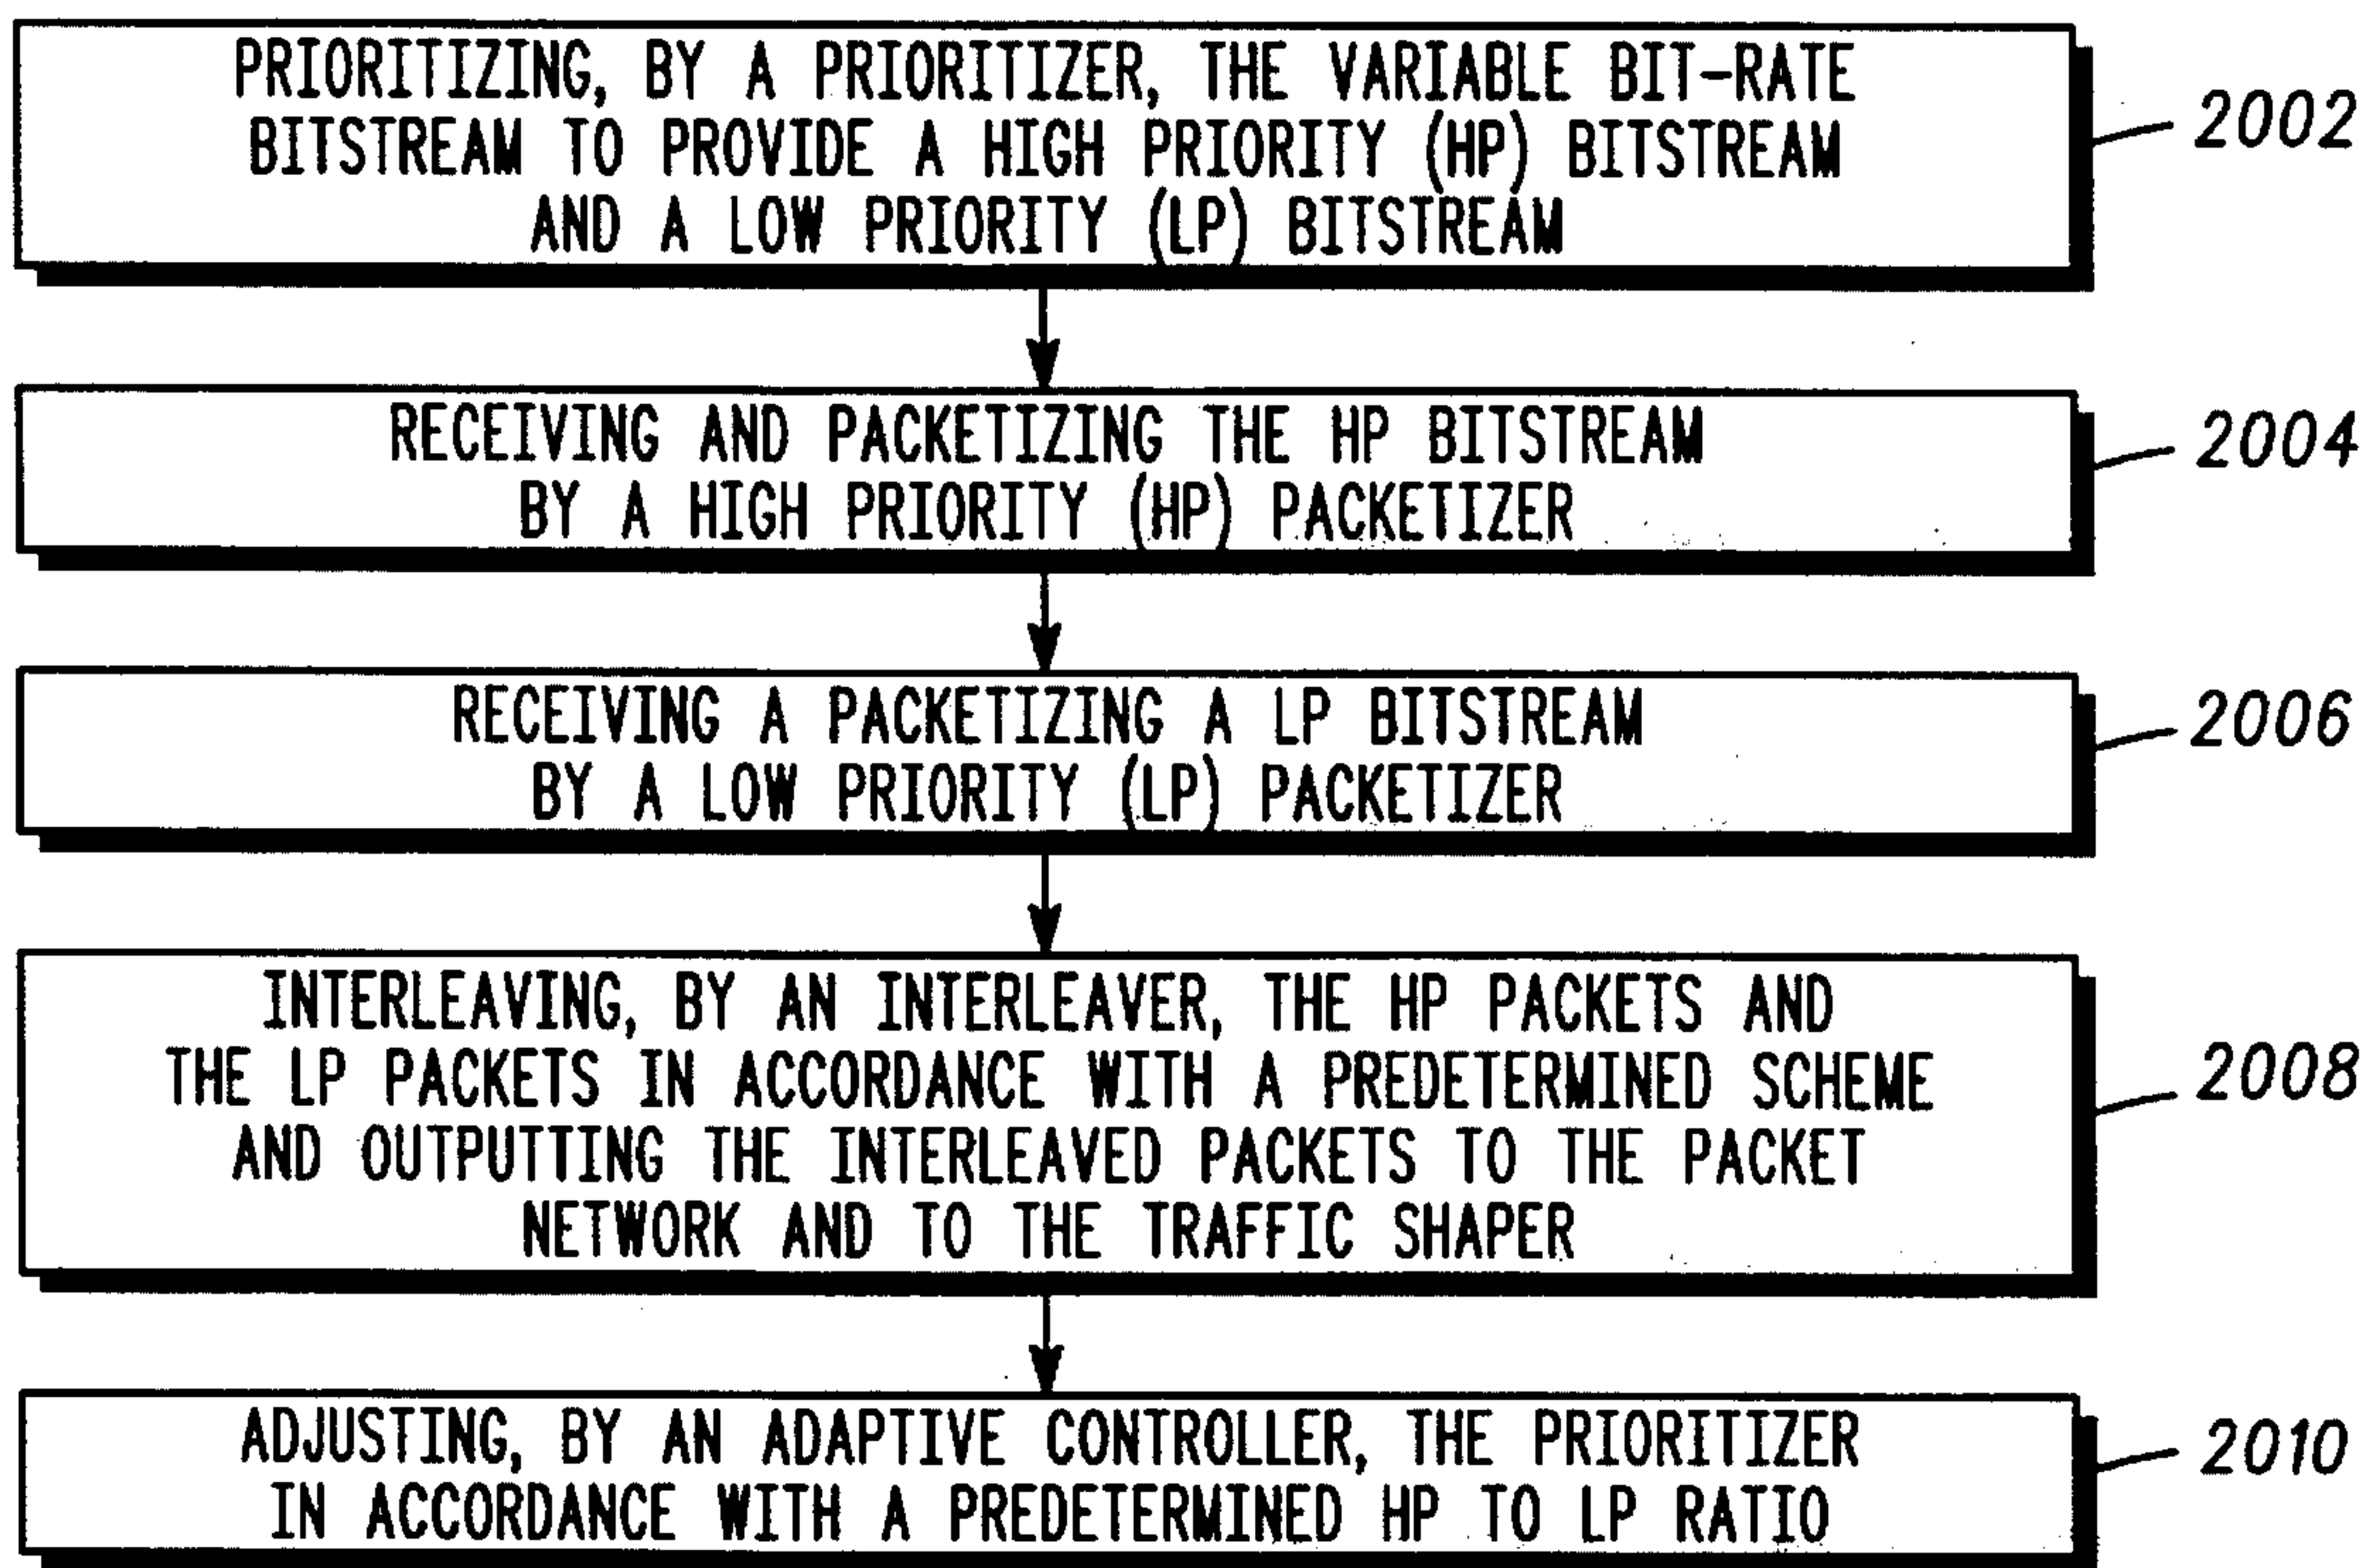 PRIORITIZING, BY A PRIORITIZER, THE VARIABLE BIT-RATE
BITSTREAM TO PROVIDE A HIGH PRIORITY (HP) BITSTREAM
AND A LOW PRIORITY (LP) BITSTREAM
2002
RECEIVING AND PACKETIZING THE HP BITSTREAM
BY A HIGH PRIORITY (HP) PACKETIZER
2004
RECEIVING A PACKETIZING A LP BITSTREAM
BY A LOW PRIORITY (LP) PACKETIZER
2006
INTERLEAVING, BY AN INTERLEAVER, THE HP PACKETS AND
THE LP PACKETS IN ACCORDANCE WITH A PREDETERMINED SCHEME
AND OUTPUTTING THE INTERLEAVED PACKETS TO THE PACKET
NETWORK AND TO THE TRAFFIC SHAPER
2008
ADJUSTING, BY AN ADAPTIVE CONTROLLER, THE PRIORITIZER
IN ACCORDANCE WITH A PREDETERMINED HP TO LP RATIO
2010